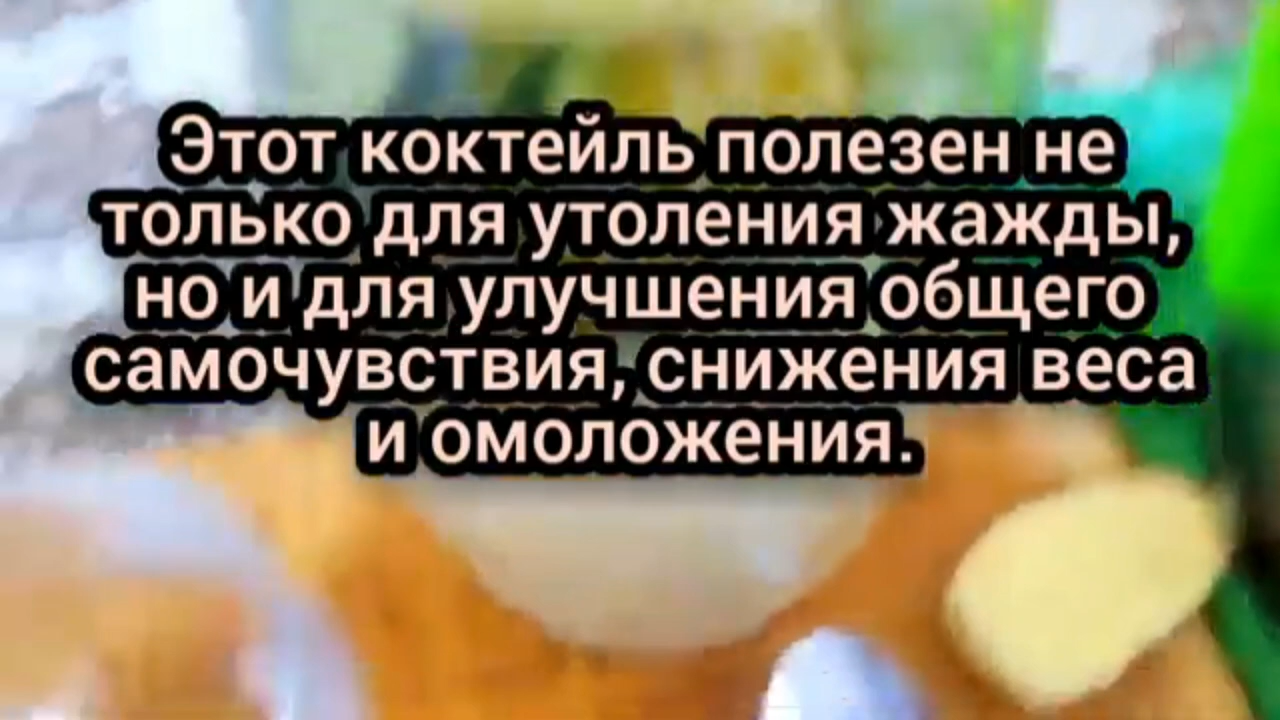 Этот коктейль полезен не
только для утоления жажды,
но и для улучшения общего
самочувствия, снижения веса
и омоложения.